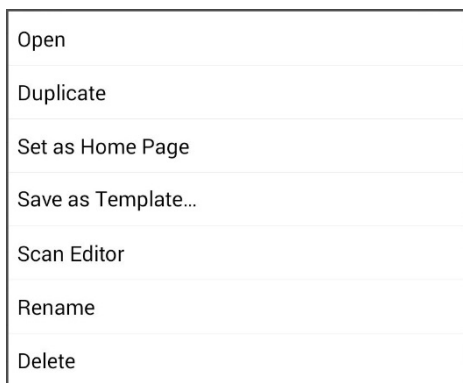 Open
Duplicate
Set as Home Page
Save as Template...
Scan Editor
Rename
Delete